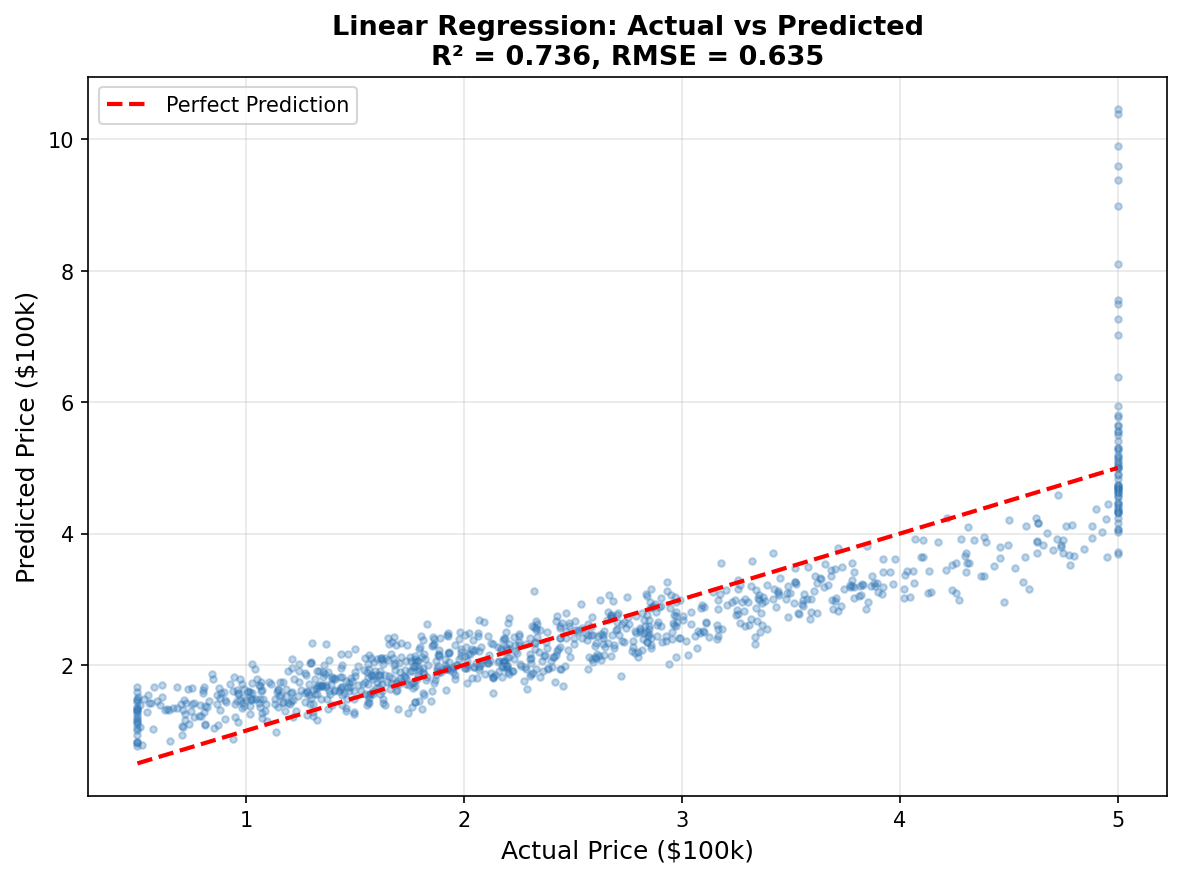 Linear Regression: Actual vs Predicted
R² = 0.736, RMSE = 0.635
Perfect Prediction
10
8
6
4
2
Predicted Price ($100k)
1 2 3 4 5
Actual Price ($100k)